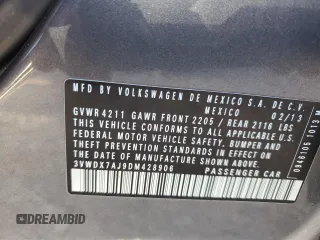 MFD BY VOLKSWAGEN DE MEXICO S.A. DE C.V.
MEXICO
02/13
GVWR 4211 GAWR FRONT 2205 / REAR 2116 LBS
THIS VEHICLE CONFORMS TO ALL APPLICABLE
FEDERAL MOTOR VEHICLE SAFETY, BUMPER, AND
THEFT PREVENTION STANDARDS IN EFFECT ON
THE DATE OF MANUFACTURE SHOWN ABOVE.
3VWDX7AJ9DM428906
PASSENGER CAR